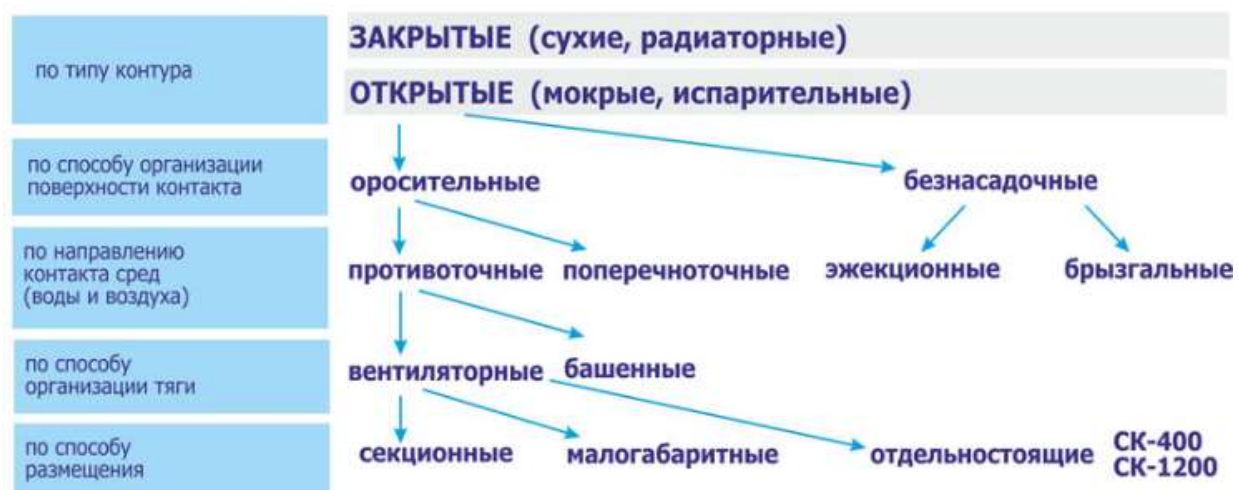 по типу контура
ЗАКРЫТЫЕ (сухие, радиаторные)
ОТКРЫТЫЕ (мокрые, испарительные)
по способу организации
поверхности контакта
оросительные
безнасадочные
по направлению
контакта сред
(воды и воздуха)
противоточные
поперечноточные
эжекционные
брызгальные
по способу
организации тяги
вентиляторные
башенные
по способу
размещения
секционные
малогабаритные
отдельностоящие
СК-400
СК-1200